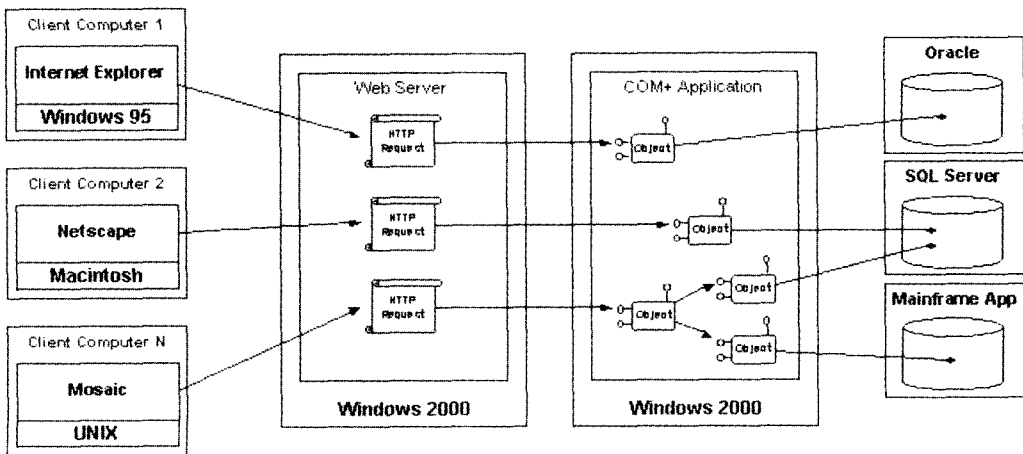 Client Computer 1
Internet Explorer
Windows 95
Client Computer 2
Netscape
Macintosh
Client Computer N
Mosaic
UNIX
Web Server
HTTP
Request
HTTP
Request
HTTP
Request
Windows 2000
COM+ Application
Object
Object
Object
Object
Object
Windows 2000
Oracle
SQL Server
Mainframe App